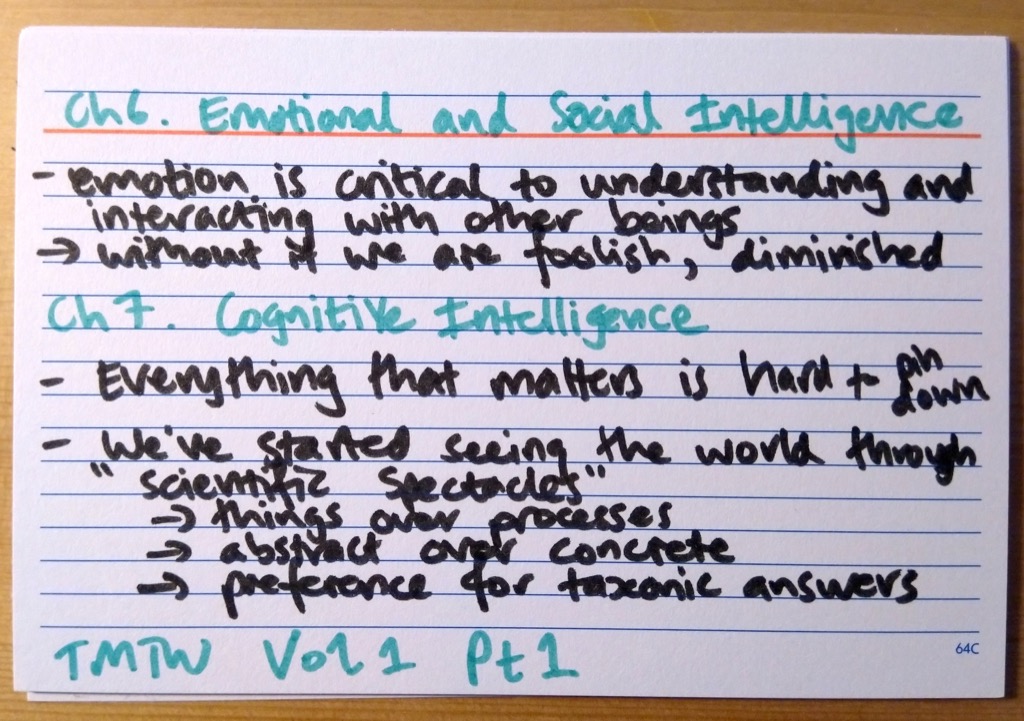 Ch6. Emotional and Social Intelligence
- emotion is critical to understanding and
interacting with other beings
→ without it we are foolish, diminished
Ch 7. Cognitive Intelligence
- Everything that matters is hard to pin down
- We've started seeing the world through
"scientific spectacles"
→ things over processes
→ abstract over concrete
→ preference for taxonic answers
TMTW Vol 1 Pt 1
64C